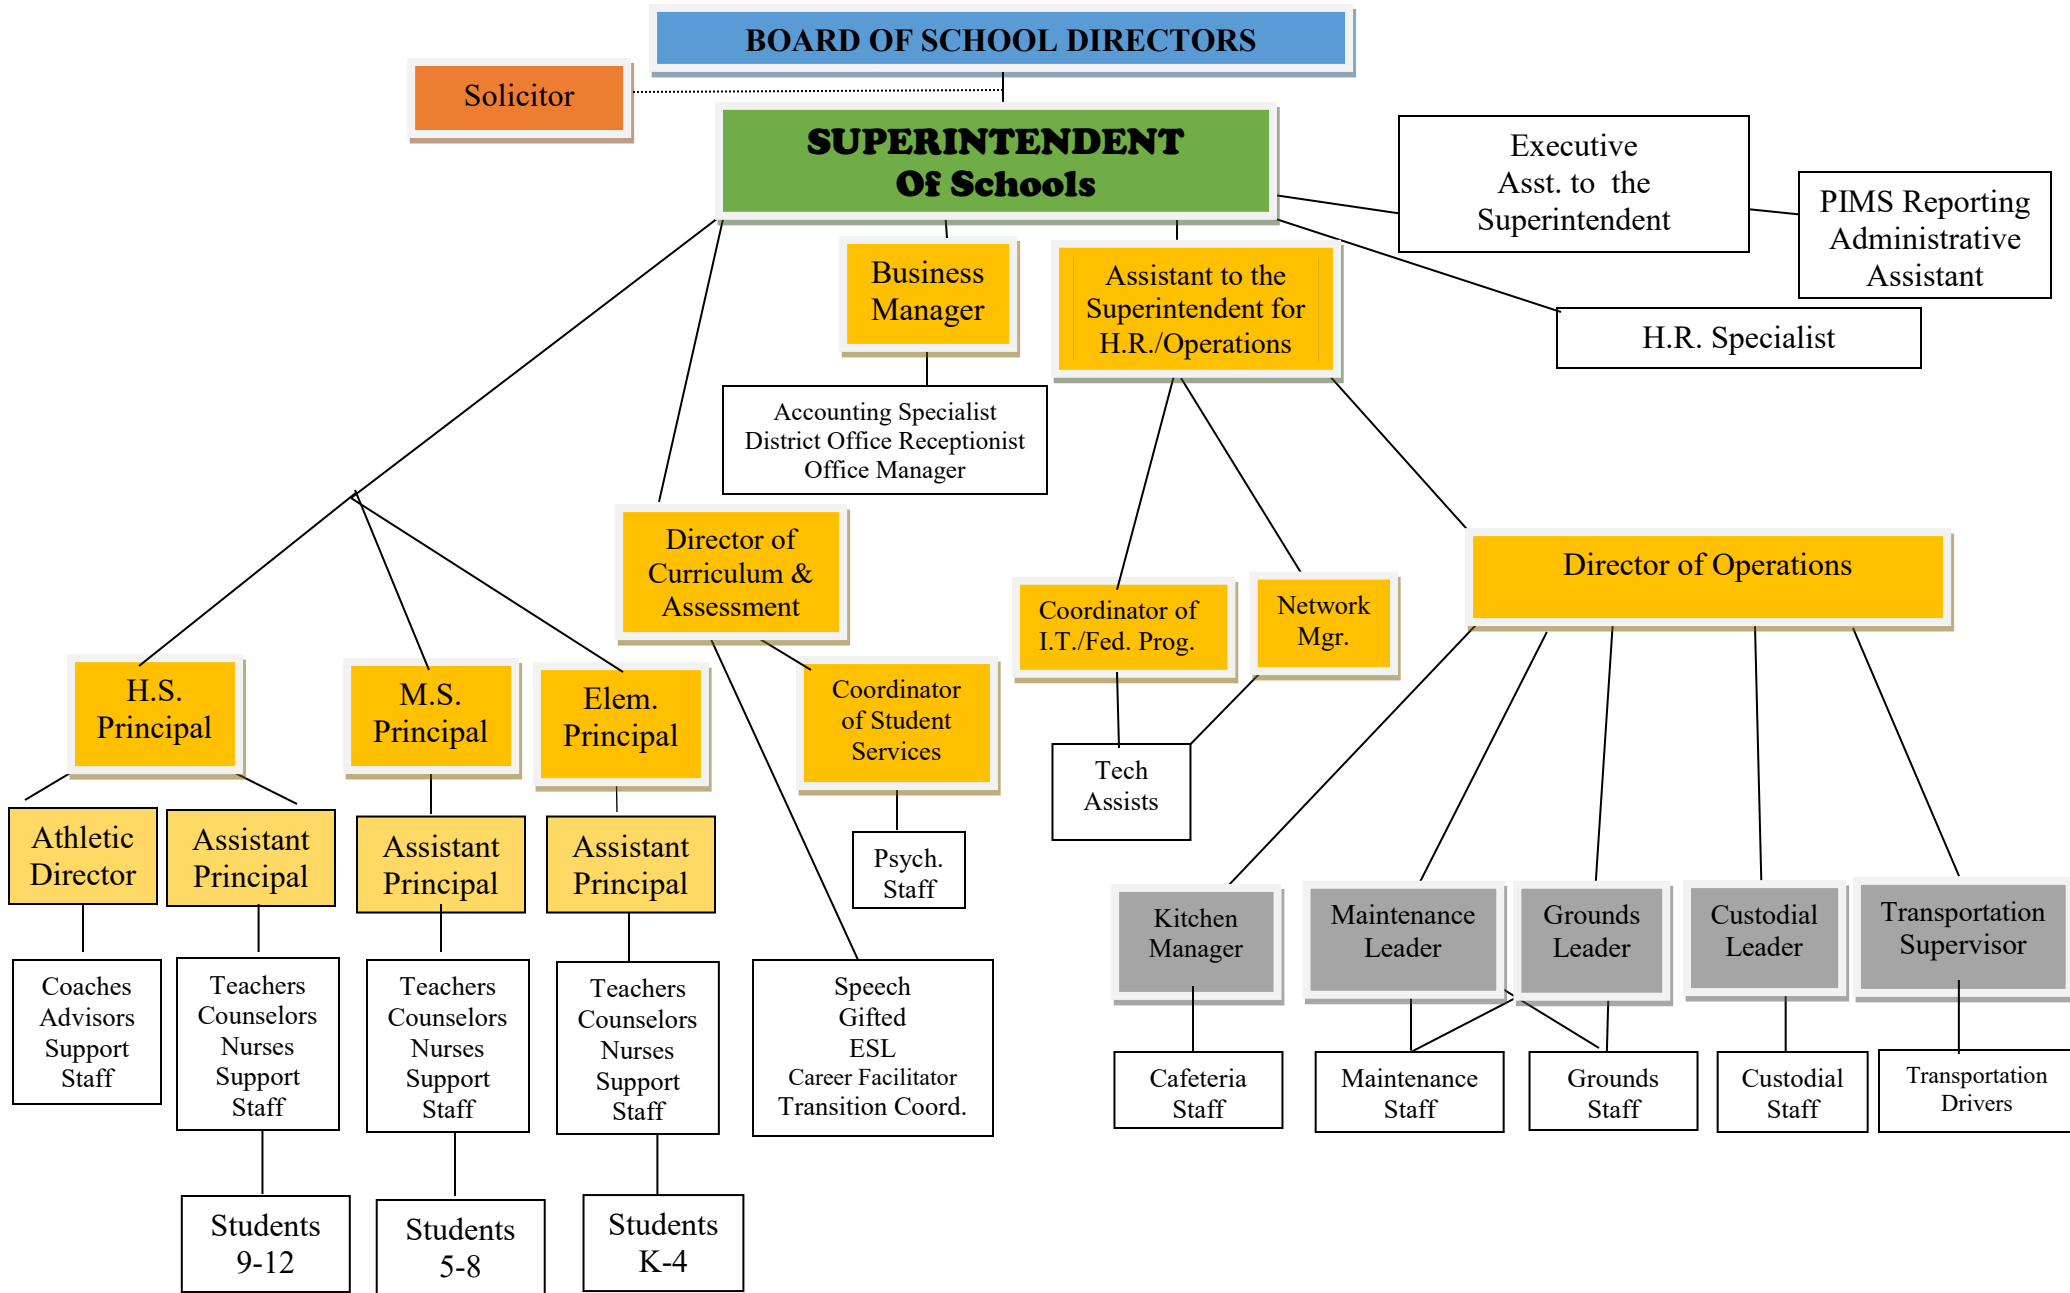 BOARD OF SCHOOL DIRECTORS
Solicitor
SUPERINTENDENT
Of Schools
Executive
Asst. to the
Superintendent
PIMS Reporting
Administrative
Assistant
H.R. Specialist
Business
Manager
Assistant to the
Superintendent for
H.R./Operations
Accounting Specialist
District Office Receptionist
Office Manager
Director of
Curriculum &
Assessment
Director of Operations
Coordinator of
I.T./Fed. Prog.
Network
Mgr.
H.S.
Principal
M.S.
Principal
Elem.
Principal
Coordinator
of Student
Services
Tech
Assists
Athletic
Director
Assistant
Principal
Assistant
Principal
Assistant
Principal
Psych.
Staff
Kitchen
Manager
Maintenance
Leader
Grounds
Leader
Custodial
Leader
Transportation
Supervisor
Coaches
Advisors
Support
Staff
Teachers
Counselors
Nurses
Support
Staff
Teachers
Counselors
Nurses
Support
Staff
Teachers
Counselors
Nurses
Support
Staff
Speech
Gifted
ESL
Career Facilitator
Transition Coord.
Cafeteria
Staff
Maintenance
Staff
Grounds
Staff
Custodial
Staff
Transportation
Drivers
Students
9-12
Students
5-8
Students
K-4